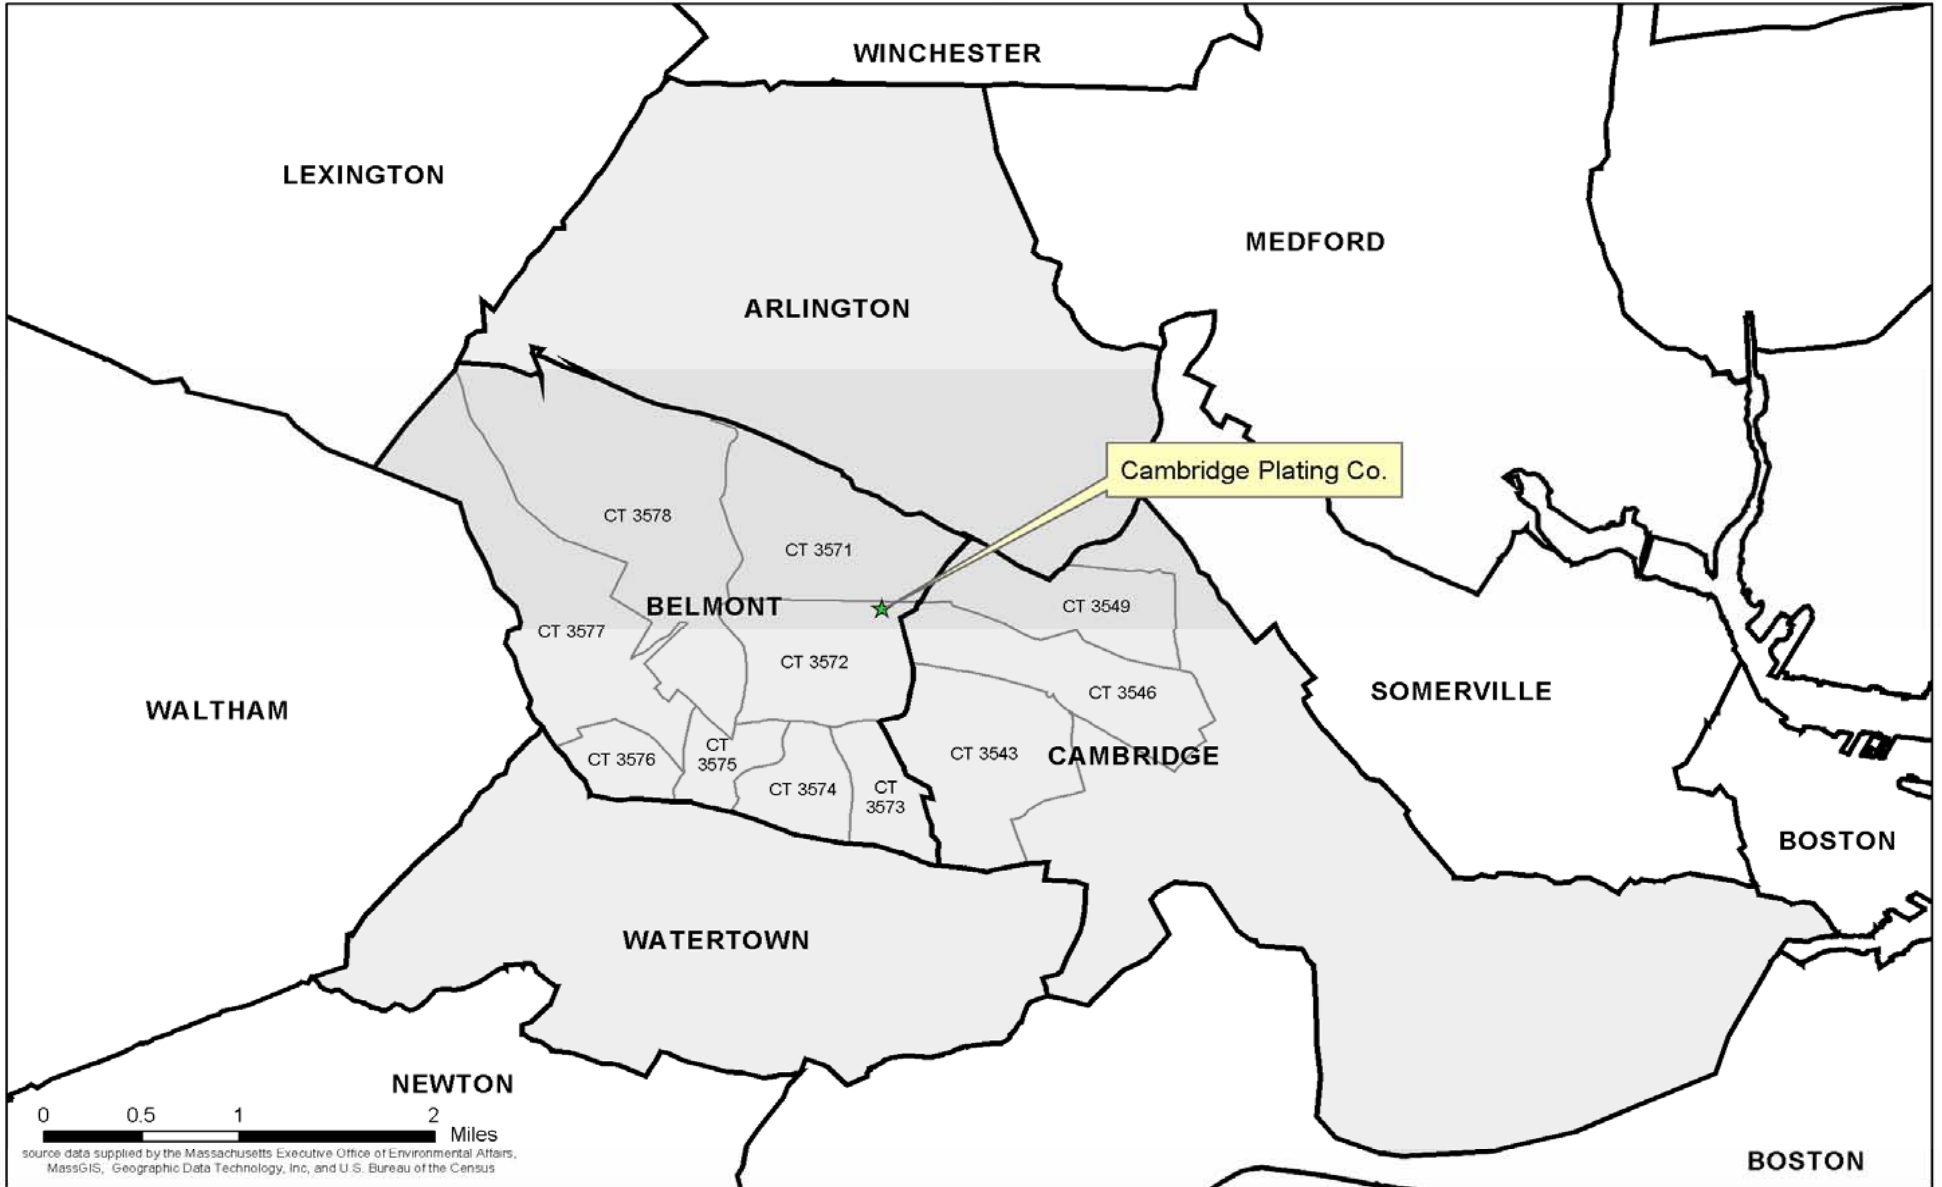 WINCHESTER
LEXINGTON
MEDFORD
ARLINGTON
Cambridge Plating Co.
CT 3578
CT 3571
BELMONT
CT 3549
CT 3577
CT 3572
CT 3546
SOMERVILLE
WALTHAM
CT 3576
CT
3575
CT 3543
CAMBRIDGE
CT 3574
CT
3573
BOSTON
WATERTOWN
NEWTON
0 0.5 1 2
Miles
source data supplied by the Massachusetts Executive Office of Environmental Affairs,
MassGIS, Geographic Data Technology, Inc, and U.S. Bureau of the Census
BOSTON